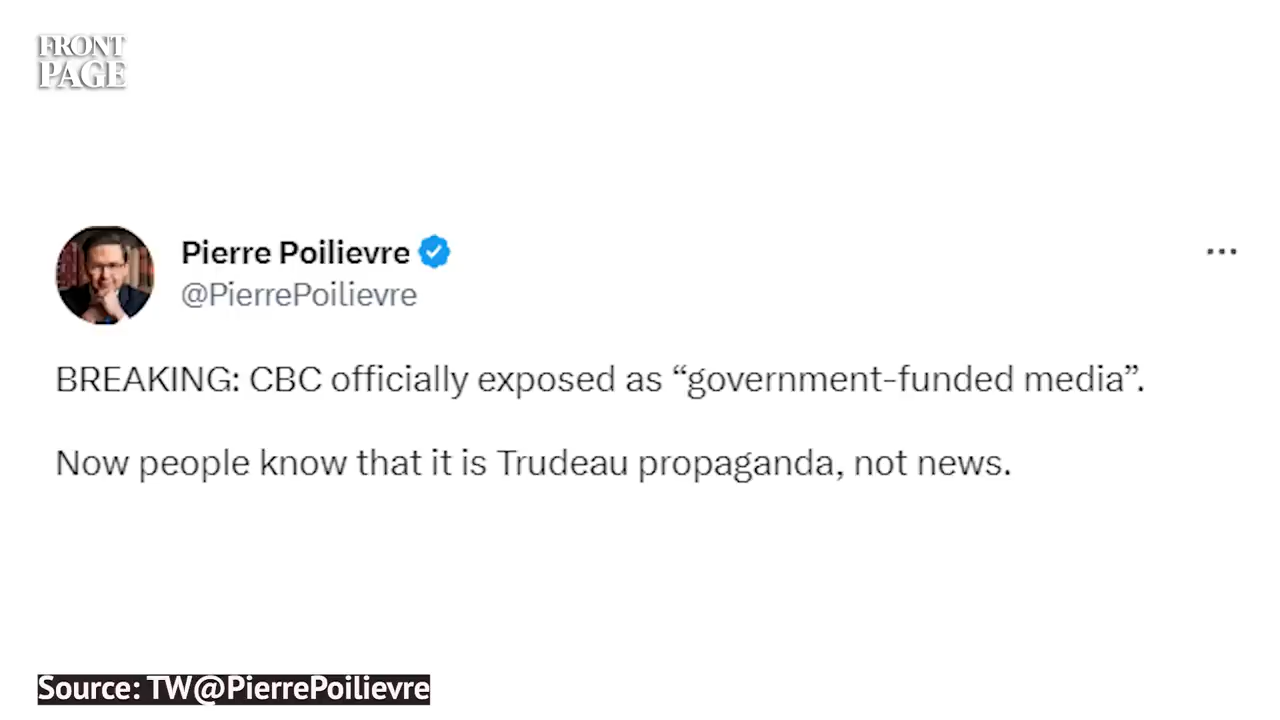 FRONT
PAGE
Pierre Poilievre
@PierrePoilievre
BREAKING: CBC officially exposed as “government-funded media”.
Now people know that it is Trudeau propaganda, not news.
Source: TW@PierrePoilievre